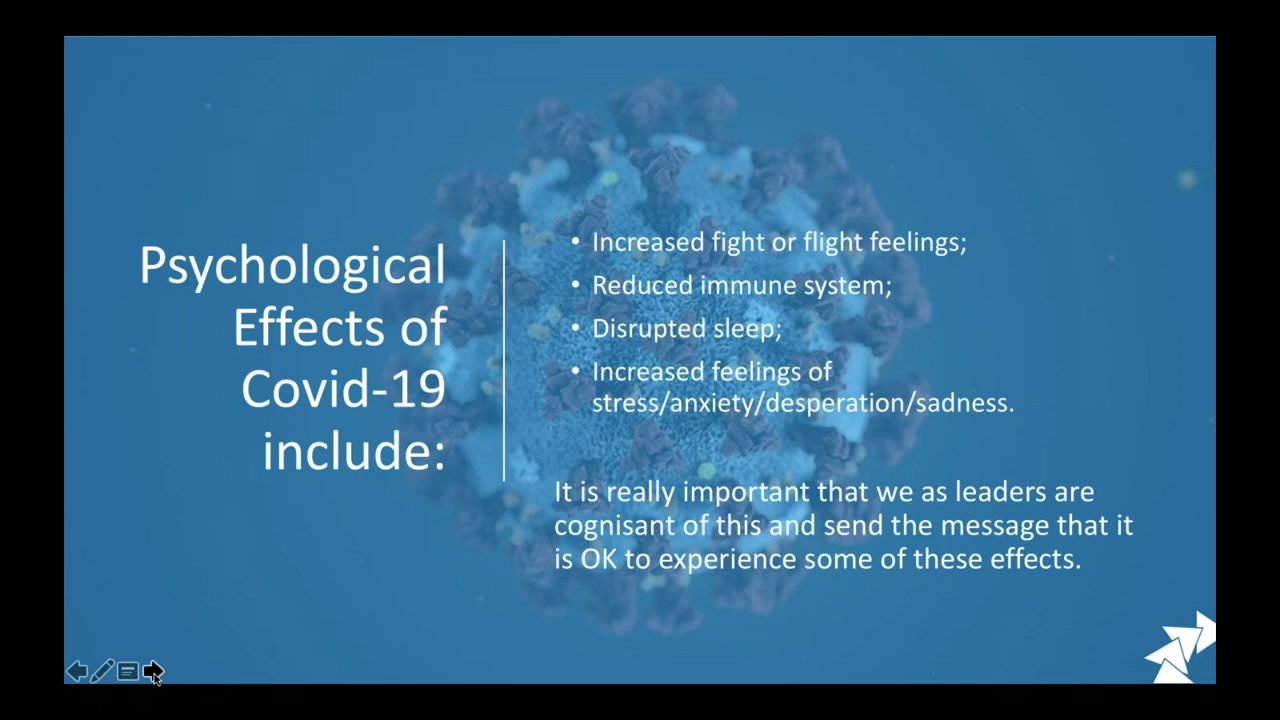 Psychological
Effects of
Covid-19
include:
• Increased fight or flight feelings;
• Reduced immune system;
• Disrupted sleep;
• Increased feelings of
stress/anxiety/desperation/sadness.
It is really important that we as leaders are
cognisant of this and send the message that it
is OK to experience some of these effects.